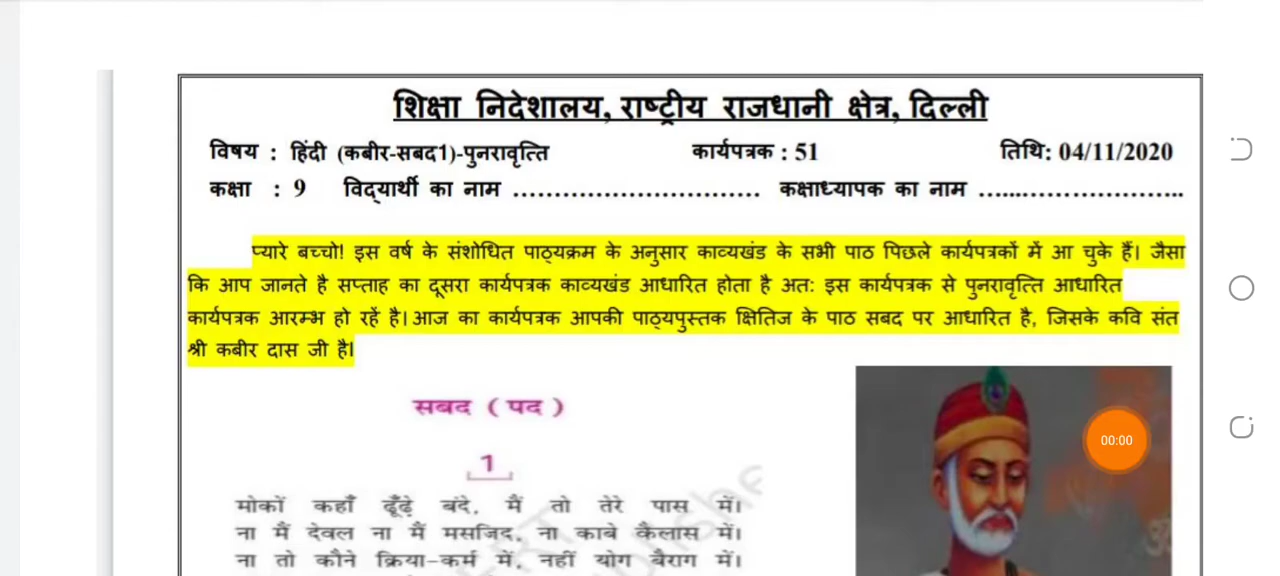 शिक्षा निदेशालय, राष्ट्रीय राजधानी क्षेत्र, दिल्ली
विषय : हिंदी (कबीर-सबद1)-पुनरावृत्ति कार्यपत्रक : 51 तिथि: 04/11/2020
कक्षा : 9 विद्यार्थी का नाम ................................ कक्षाध्यापक का नाम ............................
प्यारे बच्चो! इस वर्ष के संशोधित पाठ्यक्रम के अनुसार काव्यखंड के सभी पाठ पिछले कार्यपत्रकों में आ चुके हैं। जैसा
कि आप जानते है सप्ताह का दूसरा कार्यपत्रक काव्यखंड आधारित होता है अत: इस कार्यपत्रक से पुनरावृत्ति आधारित
कार्यपत्रक आरम्भ हो रहें है। आज का कार्यपत्रक आपकी पाठ्यपुस्तक क्षितिज के पाठ सबद पर आधारित है, जिसके कवि संत
श्री कबीर दास जी है।
सबद ( पद )
1
00:00
मोकों कहाँ ढूँढ़े बंदे, मैं तो तेरे पास में।
ना मैं देवल ना मैं मसजिद, ना काबे कैलास में।
ना तो कौने क्रिया-कर्म में, नहीं योग बैराग में।